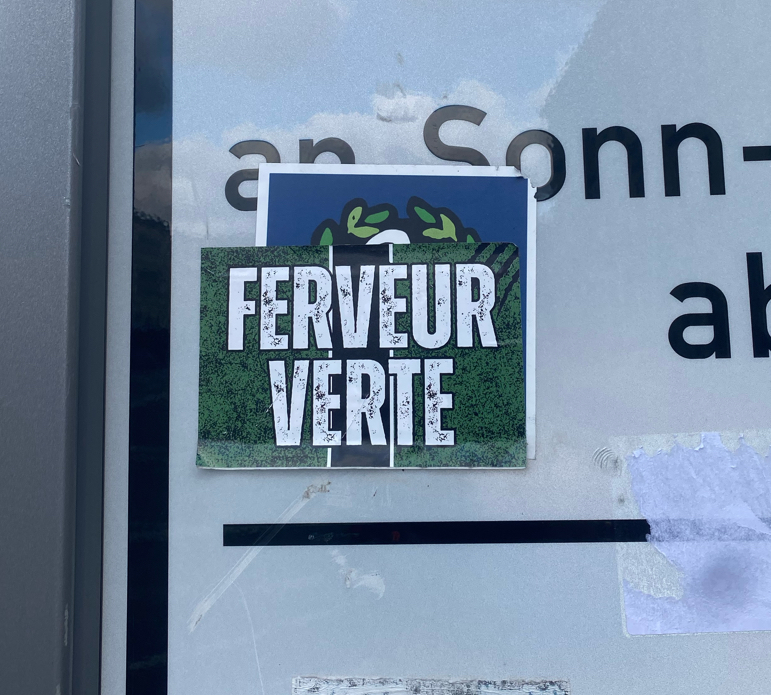 an Sonn-
ab
FERVEUR
VERTE